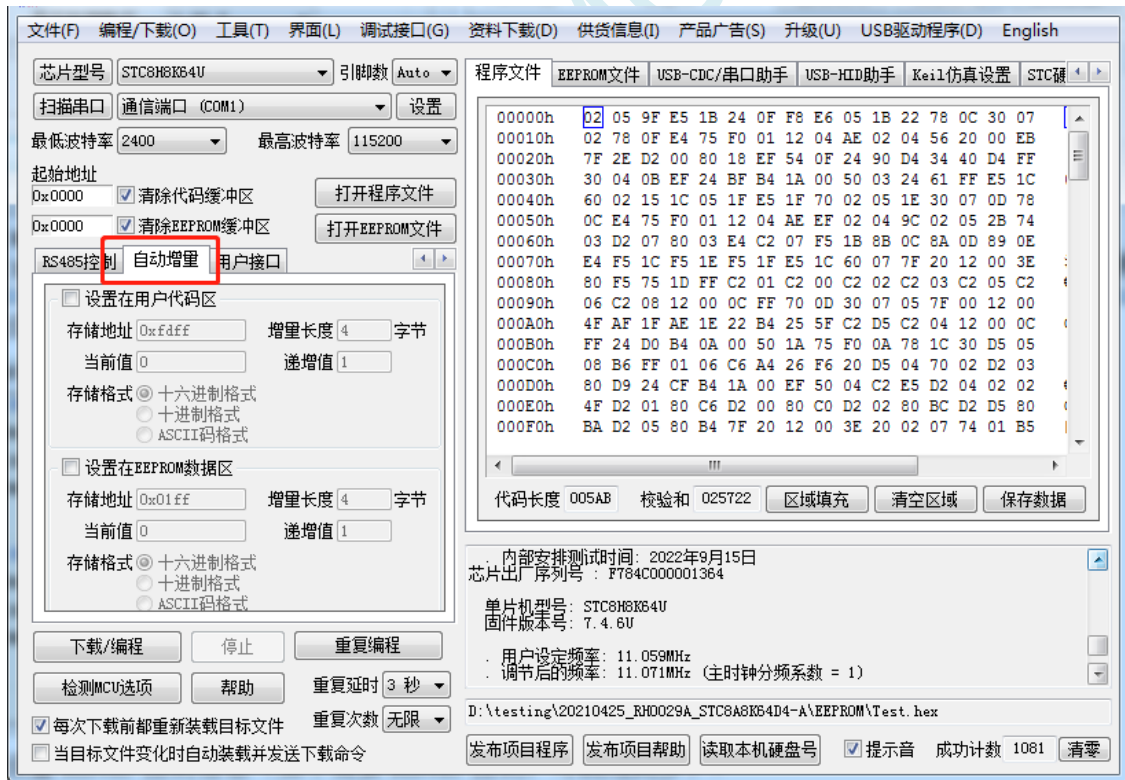 文件(F) 编程/下载(O) 工具(T) 界面(L) 调试接口(G) 资料下载(D) 供货信息(I) 产品广告(S) 升级(U) USB驱动程序(D) English
芯片型号 STC8H8K64U 引脚数 Auto
扫描串口 通信端口 (COM1) 设置
最低波特率 2400 最高波特率 115200
起始地址
0x0000 清除代码缓冲区 打开程序文件
0x0000 清除EEPROM缓冲区 打开EEPROM文件
RS485控制 自动增量 用户接口
设置在用户代码区
存储地址 0xfdff 增量长度 4 字节
当前值 0 递增值 1
存储格式 十六进制格式
十进制格式
ASCII码格式
设置在EEPROM数据区
存储地址 0x01ff 增量长度 4 字节
当前值 0 递增值 1
存储格式 十六进制格式
十进制格式
ASCII码格式
下载/编程 停止 重复编程
检测MCU选项 帮助 重复延时 3 秒
每次下载前都重新装载目标文件 重复次数 无限
当目标文件变化时自动装载并发送下载命令
程序文件 EEPROM文件 USB-CDC/串口助手 USB-HID助手 Keil仿真设置 STC硬
00000h 02 05 9F E5 1B 24 0F F8 E6 05 1B 22 78 0C 30 07
00010h 02 78 0F E4 75 F0 01 12 04 AE 02 04 56 20 00 EB
00020h 7F 2E D2 00 80 18 EF 54 0F 24 90 D4 34 40 D4 FF
00030h 30 04 0B EF 24 BF B4 1A 00 50 03 24 61 FF E5 1C
00040h 60 02 15 1C 05 1F E5 1F 70 02 05 1E 30 07 0D 78
00050h 0C E4 75 F0 01 12 04 AE EF 02 04 9C 02 05 2B 74
00060h 03 D2 07 80 03 E4 C2 07 F5 1B 8B 0C 8A 0D 89 0E
00070h E4 F5 1C F5 1E F5 1F E5 1C 60 07 7F 20 12 00 3E
00080h 80 F5 75 1D FF C2 01 C2 00 C2 02 C2 03 C2 05 C2
00090h 06 C2 08 12 00 0C FF 70 0D 30 07 05 7F 00 12 00
000A0h 4F AF 1F AE 1E 22 B4 25 5F C2 D5 C2 04 12 00 0C
000B0h FF 24 D0 B4 0A 00 50 1A 75 F0 0A 78 1C 30 D5 05
000C0h 08 B6 FF 01 06 C6 A4 26 F6 20 D5 04 70 02 D2 03
000D0h 80 D9 24 CF B4 1A 00 EF 50 04 C2 E5 D2 04 02 02
000E0h 4F D2 01 80 C6 D2 00 80 C0 D2 02 80 BC D2 D5 80
000F0h BA D2 05 80 B4 7F 20 12 00 3E 20 02 07 74 01 B5
代码长度 005AB 校验和 025722 区域填充 清空区域 保存数据
. 内部安排测试时间: 2022年9月15日
芯片出厂序列号 : F784C000001364
单片机型号: STC8H8K64U
固件版本号: 7.4.6U
. 用户设定频率: 11.059MHz
. 调节后的频率: 11.071MHz (主时钟分频系数 = 1)
D:\testing\20210425_RH0029A_STC8A8K64D4-A\EEPROM\Test.hex
发布项目程序 发布项目帮助 读取本机硬盘号 提示音 成功计数 1081 清零